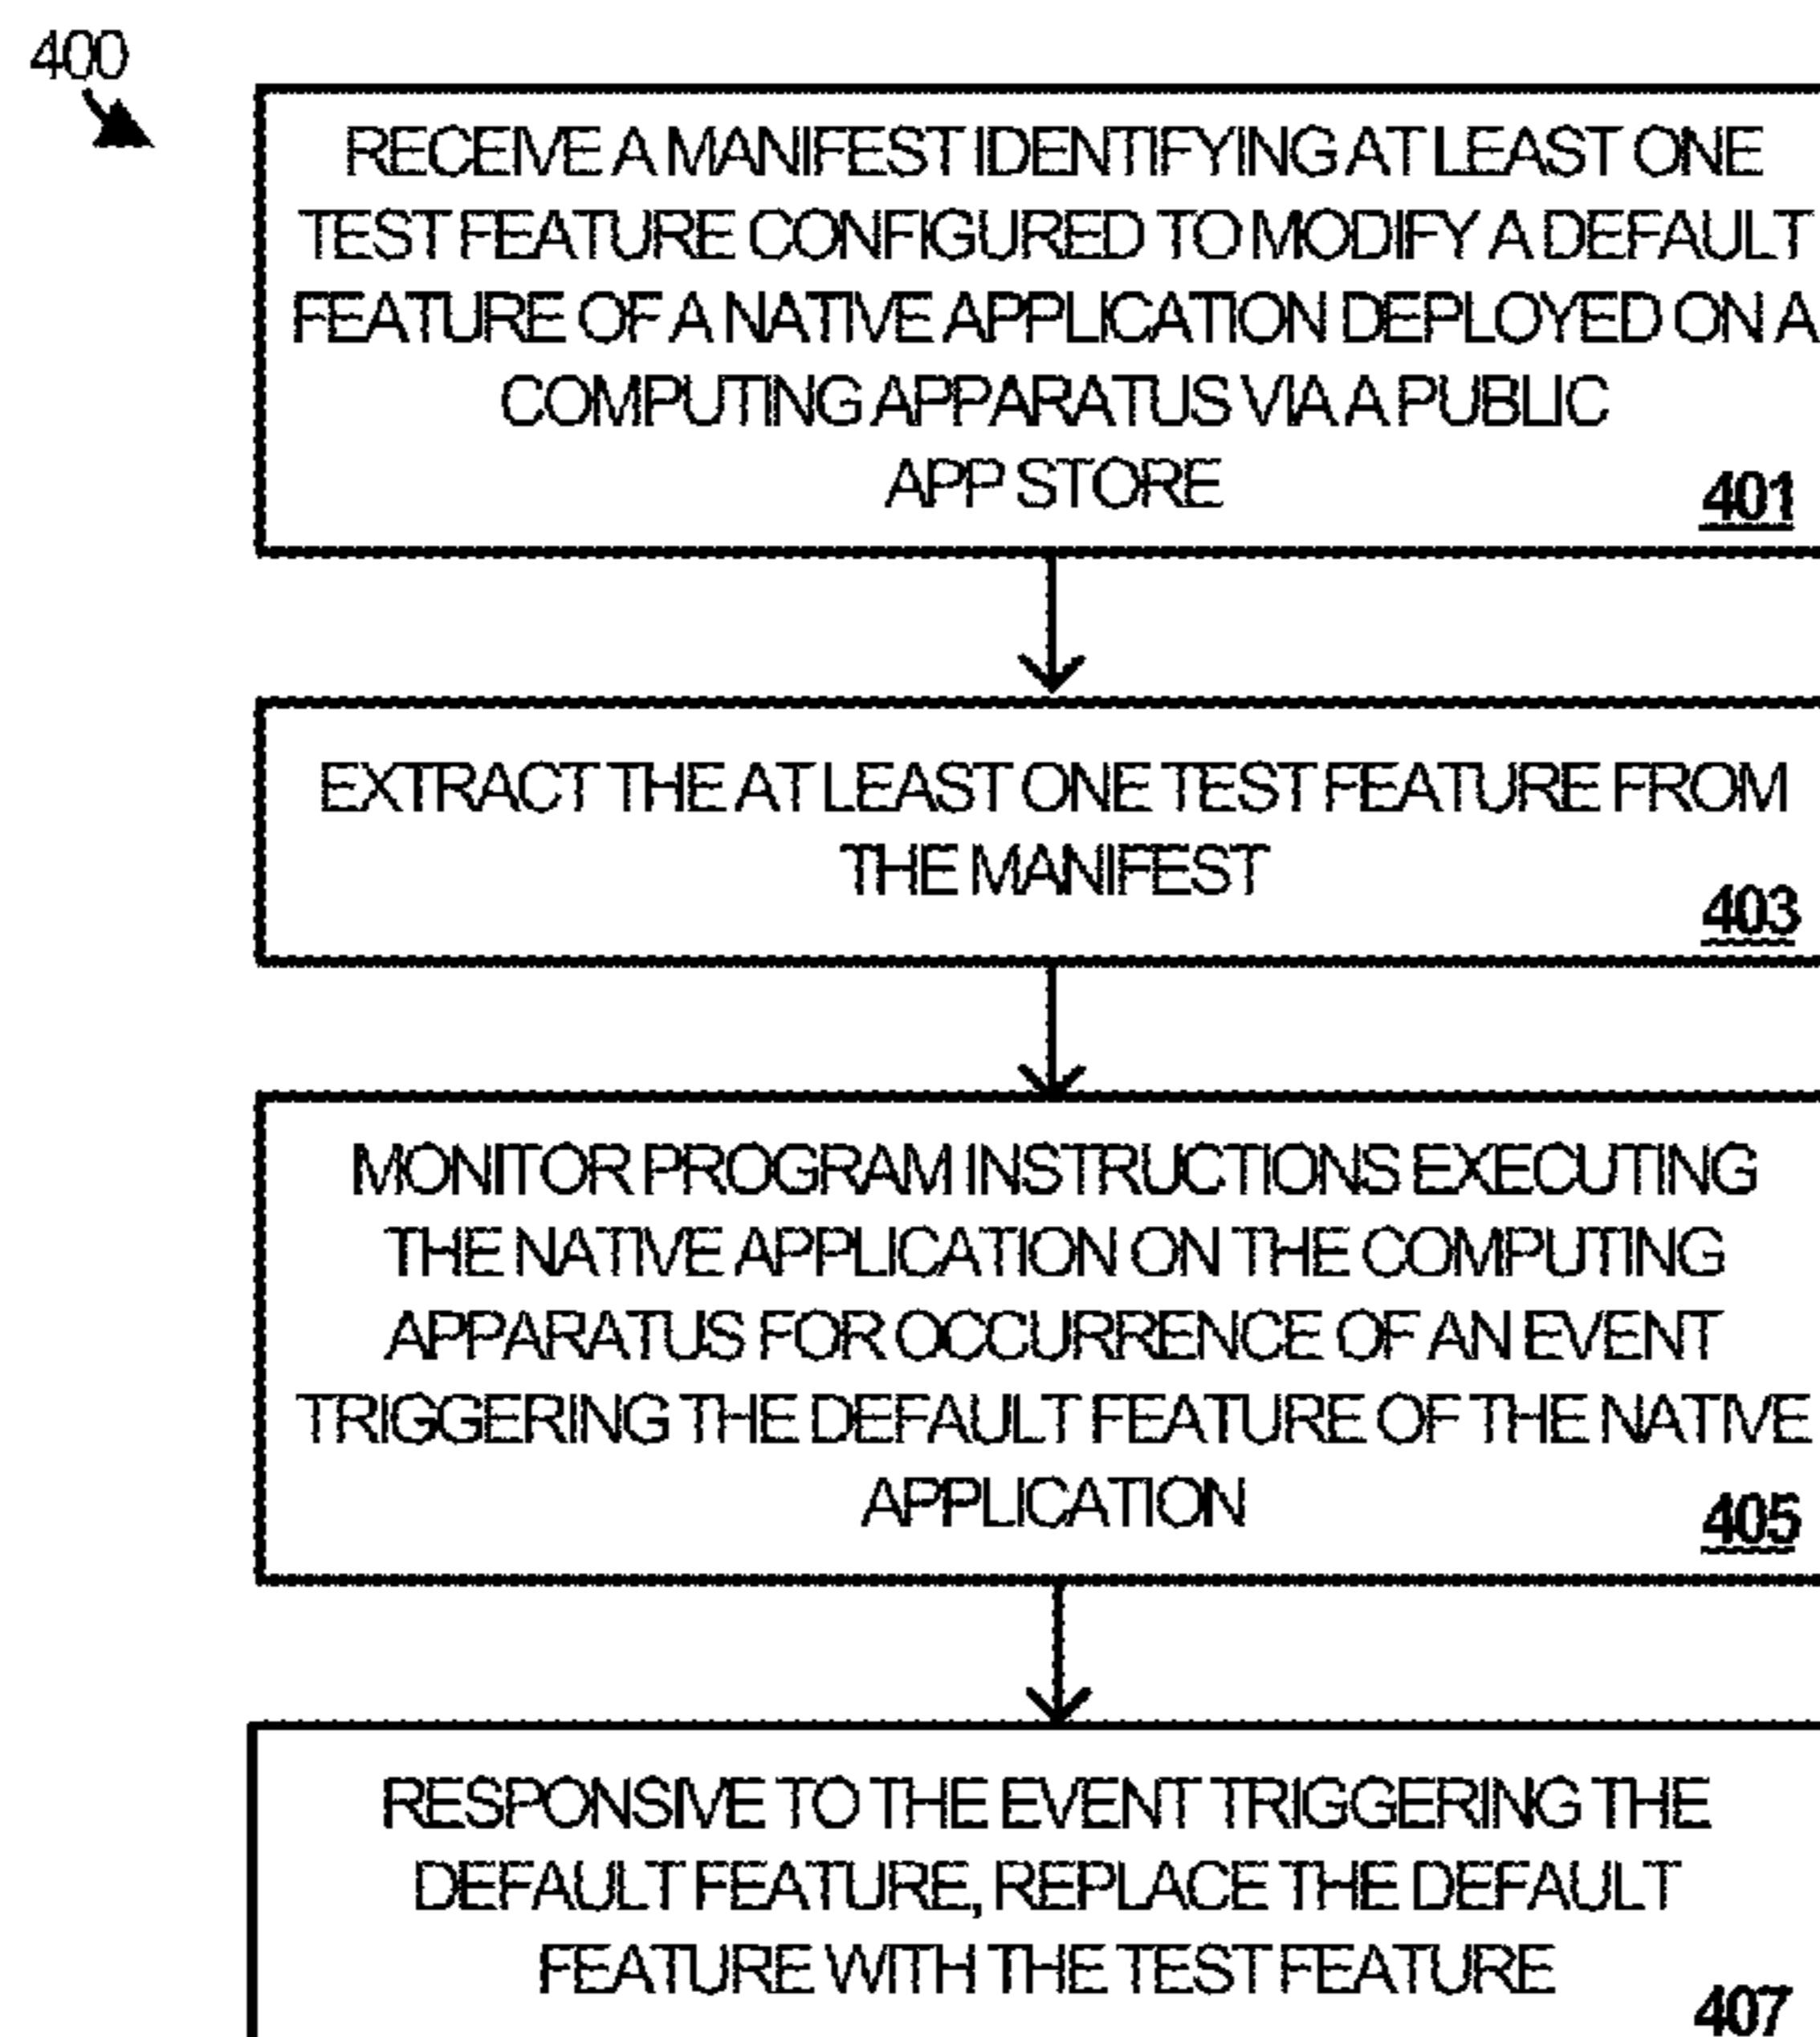 400
RECEIVE A MANIFEST IDENTIFYING AT LEAST ONE
TEST FEATURE CONFIGURED TO MODIFY A DEFAULT
FEATURE OF A NATIVE APPLICATION DEPLOYED ON A
COMPUTING APPARATUS VIA A PUBLIC
APP STORE
401
EXTRACT THE AT LEAST ONE TEST FEATURE FROM
THE MANIFEST
403
MONITOR PROGRAM INSTRUCTIONS EXECUTING
THE NATIVE APPLICATION ON THE COMPUTING
APPARATUS FOR OCCURRENCE OF AN EVENT
TRIGGERING THE DEFAULT FEATURE OF THE NATIVE
APPLICATION
405
RESPONSIVE TO THE EVENT TRIGGERING THE
DEFAULT FEATURE, REPLACE THE DEFAULT
FEATURE WITH THE TEST FEATURE
407